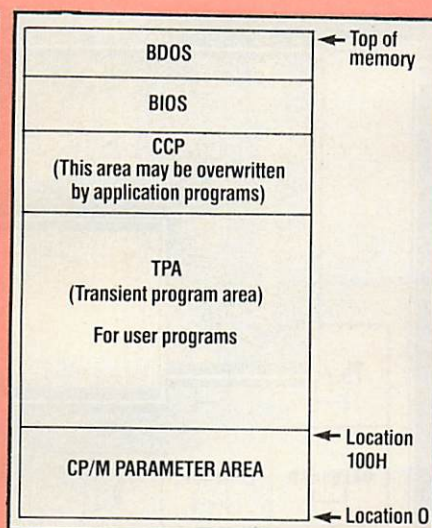 BDOS
Top of
memory
BIOS
CCP
(This area may be overwritten
by application programs)
TPA
(Transient program area)
For user programs
Location
100H
CP/M PARAMETER AREA
Location 0